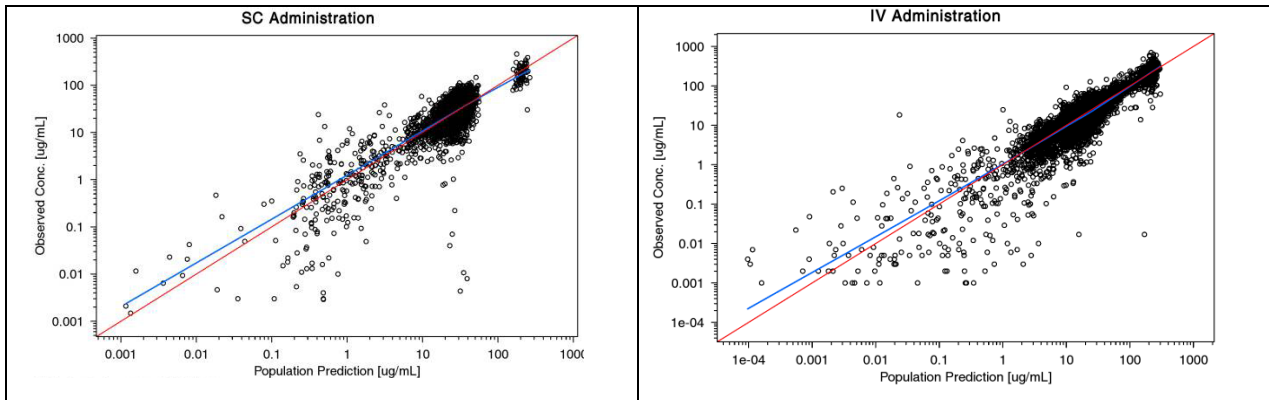 SC Administration
1000
100
10
1
0.1
0.01
0.001
Observed Conc. [ug/mL]
0.001 0.01 0.1 1 10 100 1000
Population Prediction [ug/mL]
IV Administration
1000
100
10
1
0.1
0.01
0.001
1e-04
Observed Conc. [ug/mL]
1e-04 0.001 0.01 0.1 1 10 100 1000
Population Prediction [ug/mL]